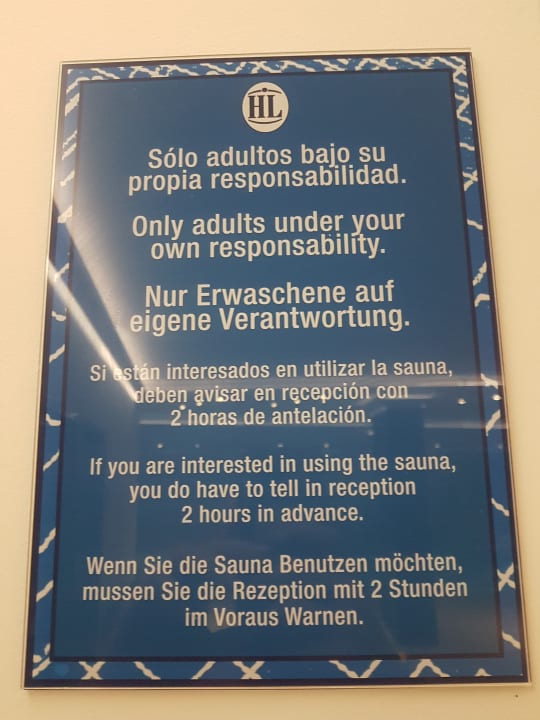 HL
Sólo adultos bajo su
propia responsabilidad.
Only adults under your
own responsability.
Nur Erwaschene auf
eigene Verantwortung.
Si están interesados en utilizar la sauna,
deben avisar en recepción con
2 horas de antelación.
If you are interested in using the sauna,
you do have to tell in reception
2 hours in advance.
Wenn Sie die Sauna Benutzen möchten,
mussen Sie die Rezeption mit 2 Stunden
im Voraus Warnen.